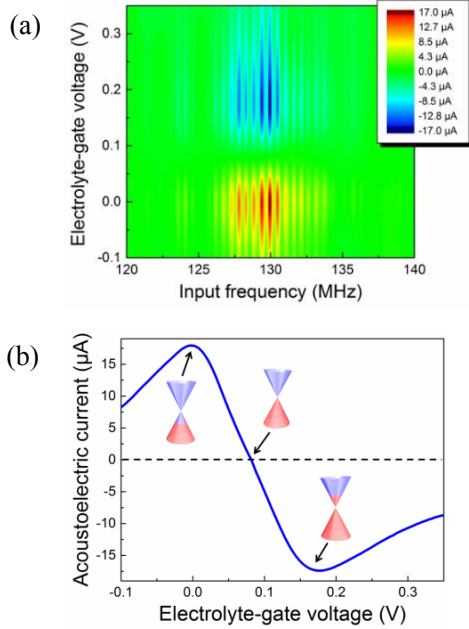 (a)
Electrolyte-gate voltage (V)
0.3
0.2
0.1
0.0
-0.1
120
125
130
135
140
Input frequency (MHz)
17.0 µA
12.7 µA
8.5 µA
4.3 µA
0.0 µA
-4.3 µA
-8.5 µA
-12.8 µA
-17.0 µA
(b)
Acoustoelectric current (µA)
15
10
5
0
-5
-10
-15
-0.1
0.0
0.1
0.2
0.3
Electrolyte-gate voltage (V)